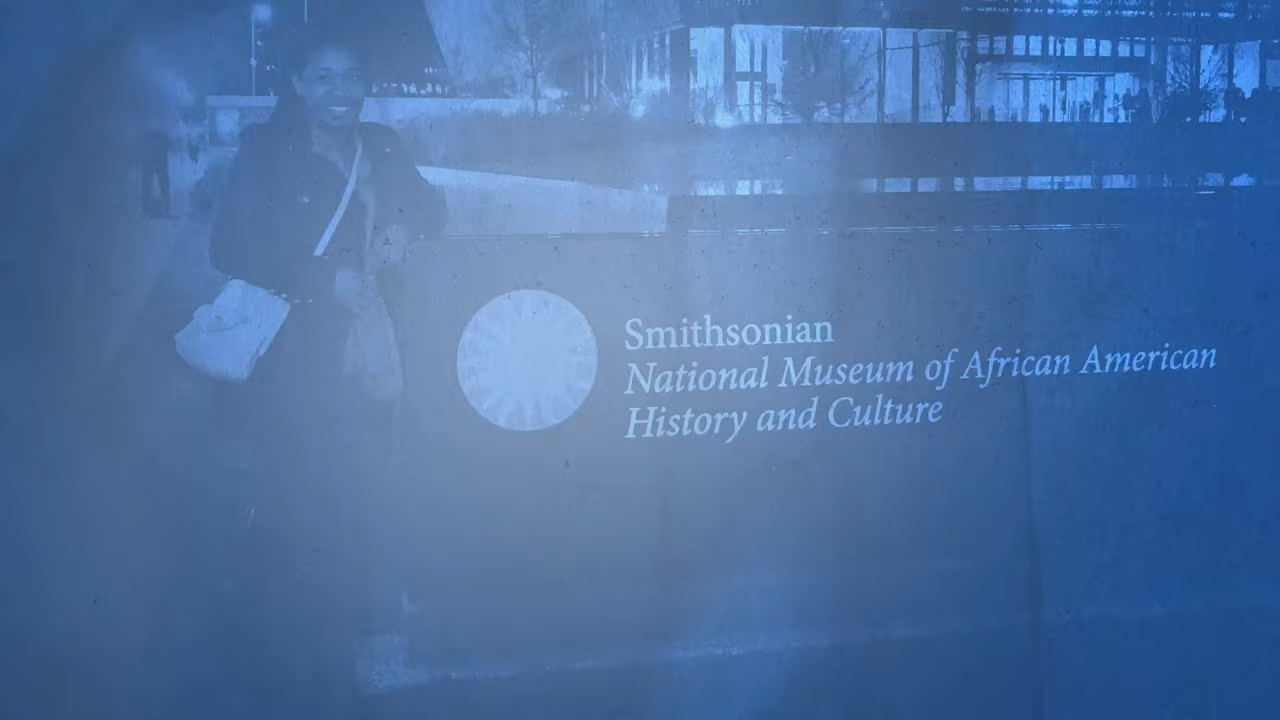 Smithsonian
National Museum of African American
History and Culture